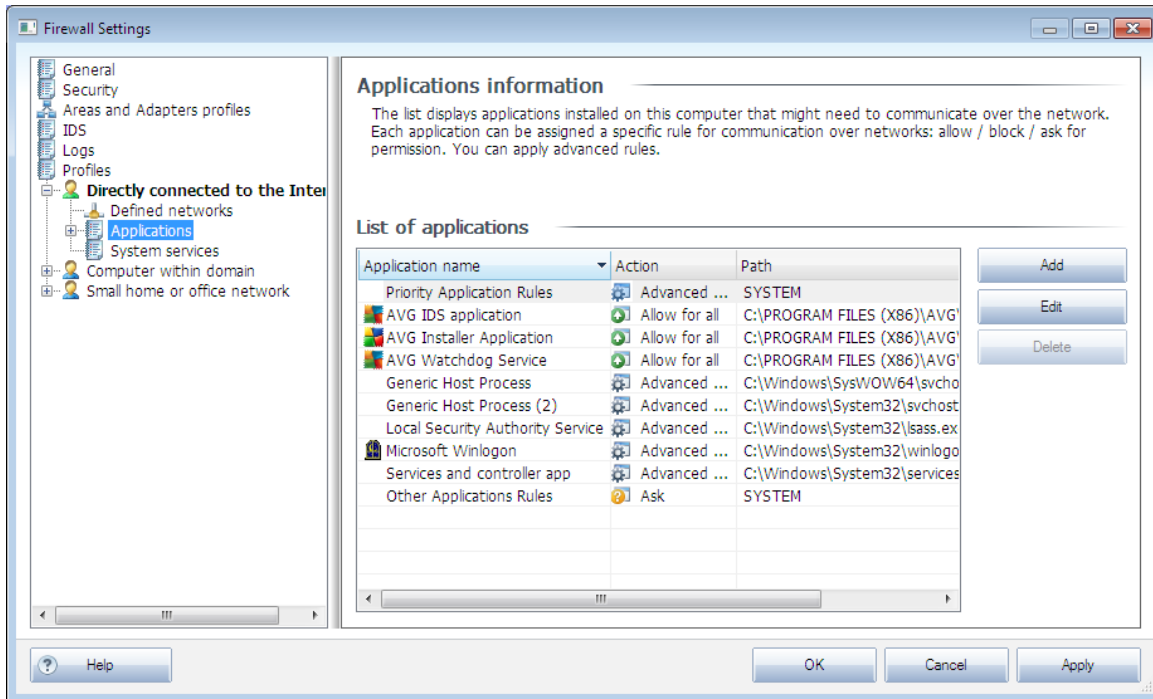 Firewall Settings
General
Security
Areas and Adapters profiles
IDS
Logs
Profiles
Directly connected to the Inter
Defined networks
Applications
System services
Computer within domain
Small home or office network
Applications information
The list displays applications installed on this computer that might need to communicate over the network.
Each application can be assigned a specific rule for communication over networks: allow / block / ask for
permission. You can apply advanced rules.
List of applications
Application name Action Path
Priority Application Rules Advanced ... SYSTEM
AVG IDS application Allow for all C:\PROGRAM FILES (X86)\AVG\
AVG Installer Application Allow for all C:\PROGRAM FILES (X86)\AVG\
AVG Watchdog Service Allow for all C:\PROGRAM FILES (X86)\AVG\
Generic Host Process Advanced ... C:\Windows\SysWOW64\svcho
Generic Host Process (2) Advanced ... C:\Windows\System32\svchost
Local Security Authority Service Advanced ... C:\Windows\System32\lsass.ex
Microsoft Winlogon Advanced ... C:\Windows\System32\winlogo
Services and controller app Advanced ... C:\Windows\System32\services
Other Applications Rules Ask SYSTEM
Add
Edit
Delete
Help
OK
Cancel
Apply